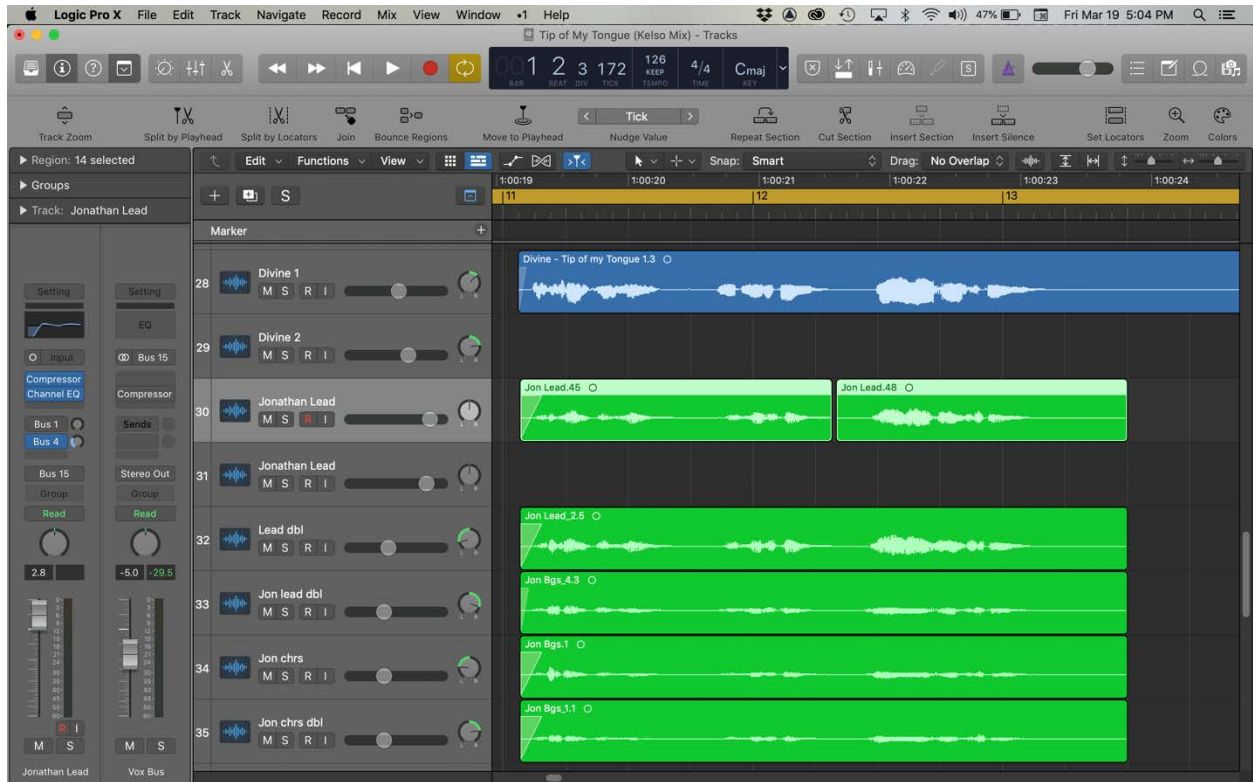 Logic Pro X File Edit Track Navigate Record Mix View Window •1 Help 47% Fri Mar 19 5:04 PM
Tip of My Tongue (Kelso Mix) - Tracks
001 2 3 172 126 KEEP 4/4 Cmaj
BAR BEAT DIV TICK TEMPO TIME KEY
S
Track Zoom Split by Playhead Split by Locators Join Bounce Regions Move to Playhead Tick Nudge Value Repeat Section Cut Section Insert Section Insert Silence Set Locators Zoom Colors
Region: 14 selected Edit Functions View Snap: Smart Drag: No Overlap
Groups
Track: Jonathan Lead
+ S
1:00:19 1:00:20 1:00:21 1:00:22 1:00:23 1:00:24
11 12 13
Marker +
28 Divine 1
M S R I
Divine - Tip of my Tongue 1.3
29 Divine 2
M S R I
30 Jonathan Lead
M S R I
Jon Lead.45 Jon Lead.48
31 Jonathan Lead
M S R I
32 Lead dbl
M S R I
Jon Lead_2.5
33 Jon lead dbl
M S R I
Jon Bgs_4.3
34 Jon chrs
M S R I
Jon Bgs.1
35 Jon chrs dbl
M S R I
Jon Bgs_1.1
Setting Setting
EQ
Input Bus 15
Compressor
Channel EQ Compressor
Bus 1 Sends
Bus 4
Bus 15 Stereo Out
Group Group
Read Read
2.8 -5.0 -29.5
R I
M S M S
Jonathan Lead Vox Bus